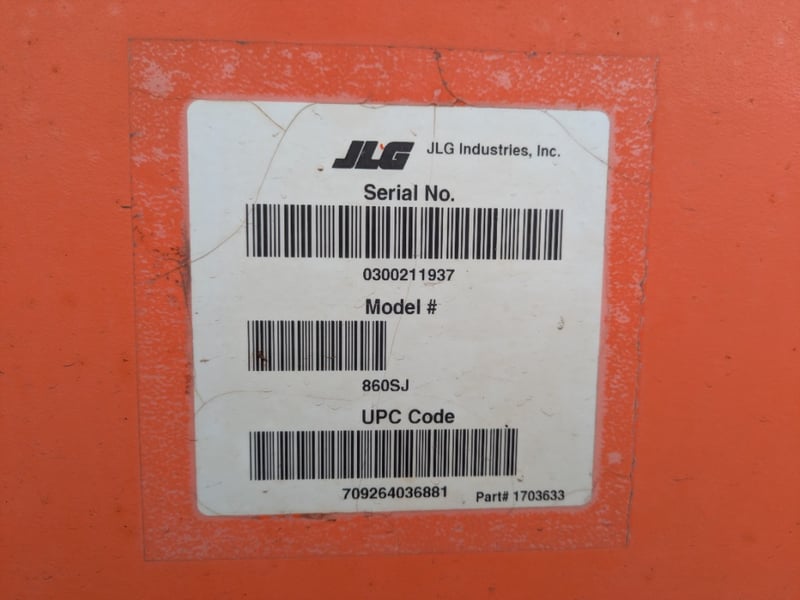 JLG JLG Industries, Inc.
Serial No.
0300211937
Model #
860SJ
UPC Code
709264036881 Part# 1703633